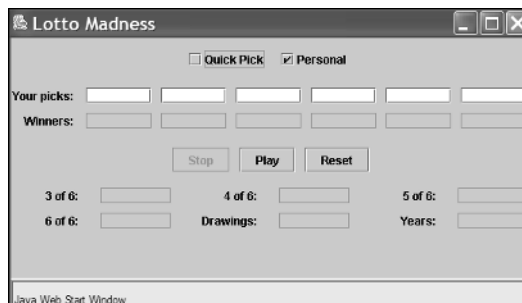 Lotto Madness
Quick Pick Personal
Your picks:
Winners:
Stop Play Reset
3 of 6: 4 of 6: 5 of 6:
6 of 6: Drawings: Years:
Java Web Start Window